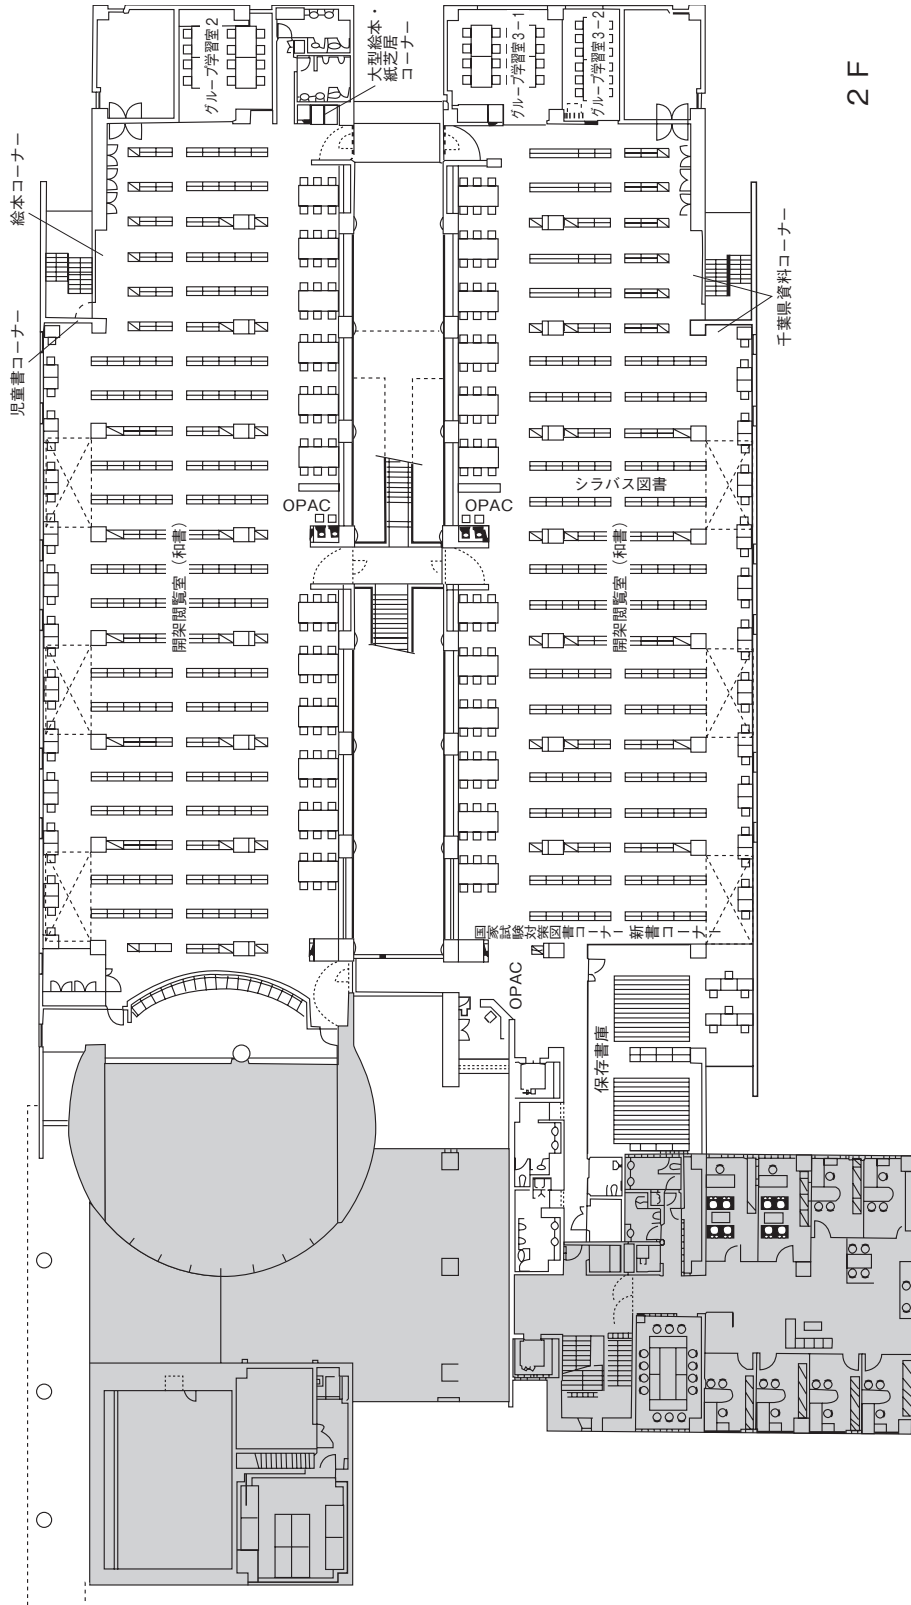 2F
大型絵本・
紙芝居
コーナー
グループ学習室2
グループ学習室3-1
グループ学習室3-2
絵本コーナー
児童書コーナー
千葉県資料コーナー
OPAC
OPAC
シラバス図書
開架閲覧室(和書)
開架閲覧室(和書)
国家試験対策図書コーナー
新書コーナー
OPAC
保存書庫